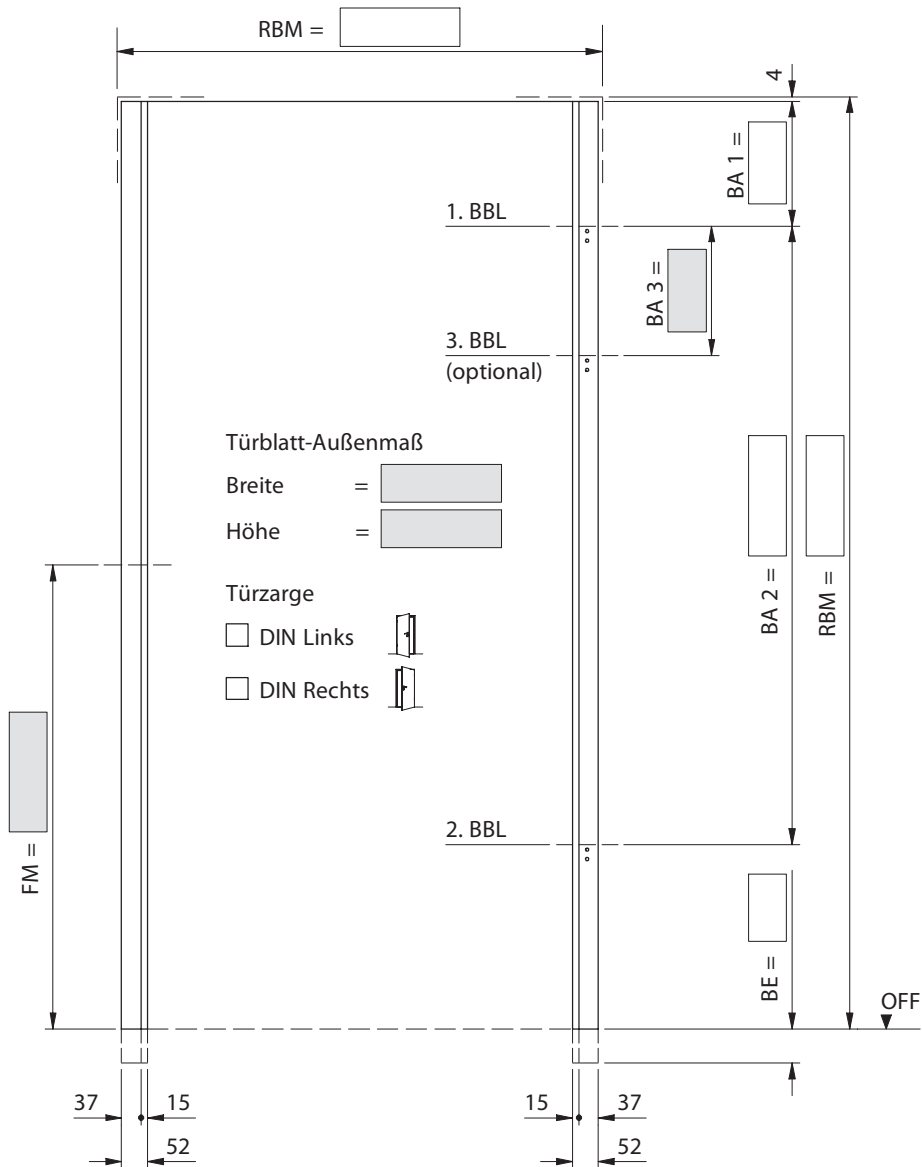 RBM =
4
BA 1 =
1. BBL
BA 3 =
3. BBL
(optional)
Türblatt-Außenmaß
Breite =
Höhe =
BA 2 =
RBM =
Türzarge
DIN Links
DIN Rechts
FM =
2. BBL
BE =
OFF
37 15 15 37
52 52